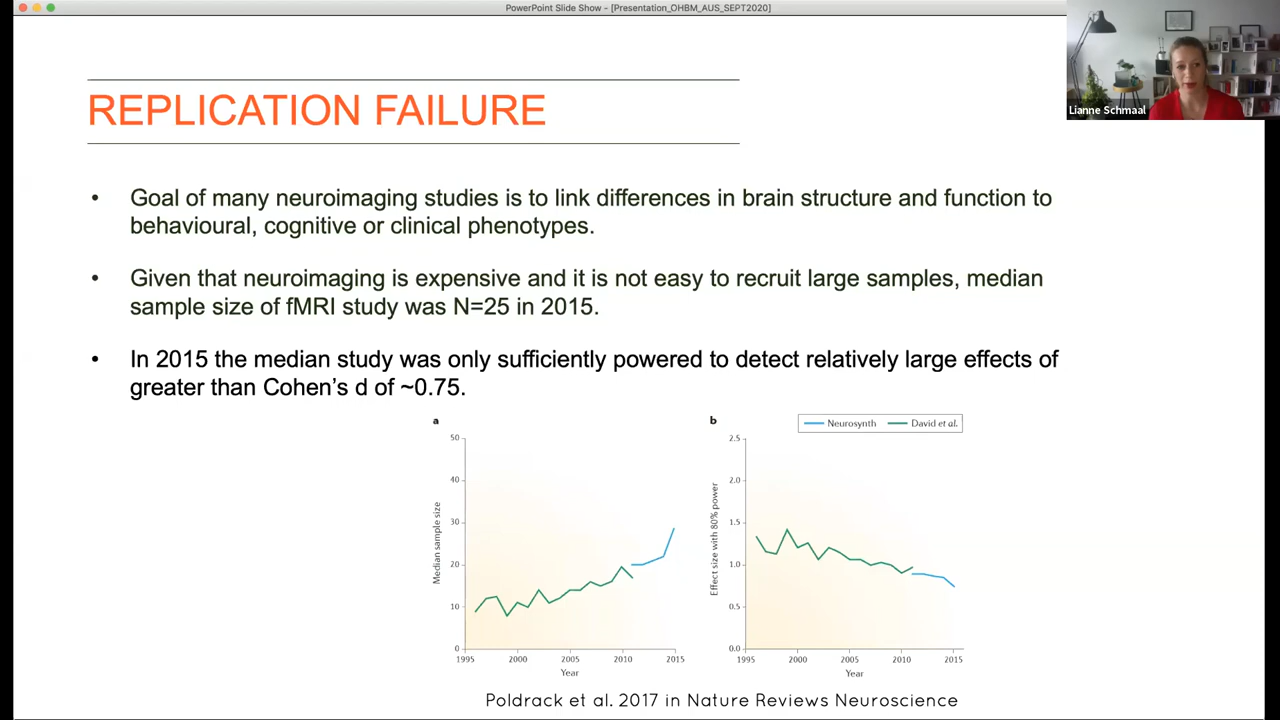 PowerPoint Slide Show - [Presentation_OHBM_AUS_SEPT2020]
Lianne Schmaal
REPLICATION FAILURE
• Goal of many neuroimaging studies is to link differences in brain structure and function to
behavioural, cognitive or clinical phenotypes.
• Given that neuroimaging is expensive and it is not easy to recruit large samples, median
sample size of fMRI study was N=25 in 2015.
• In 2015 the median study was only sufficiently powered to detect relatively large effects of
greater than Cohen's d of ~0.75.
a
50
40
30
20
10
0
Median sample size
1995 2000 2005 2010 2015
Year
b
Neurosynth David et al.
2.5
2.0
1.5
1.0
0.5
0.0
Effect size with 80% power
1995 2000 2005 2010 2015
Year
Poldrack et al. 2017 in Nature Reviews Neuroscience